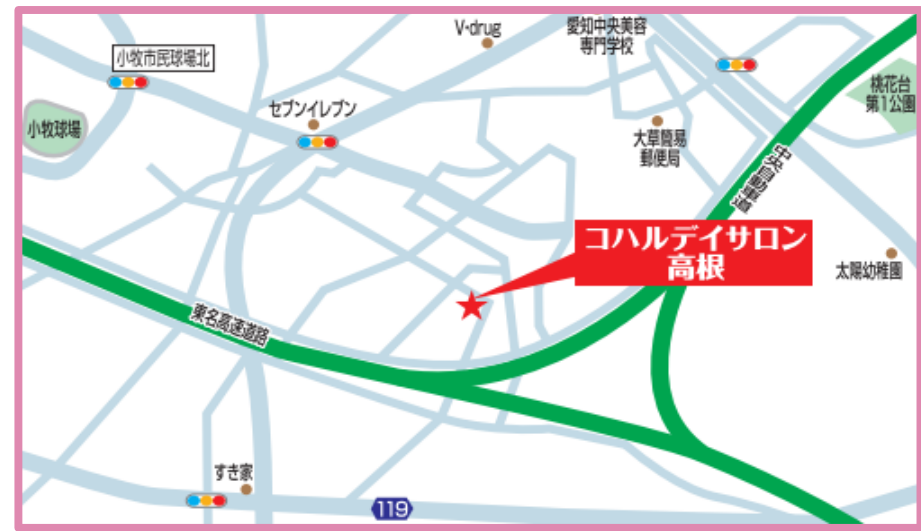 V・drug
愛知中央美容
専門学校
小牧市民球場北
桃花台
第1公園
セブンイレブン
小牧球場
大草簡易
郵便局
中央自動車道
コハルデイサロン
高根
太陽幼稚園
東名高速道路
すき家
119